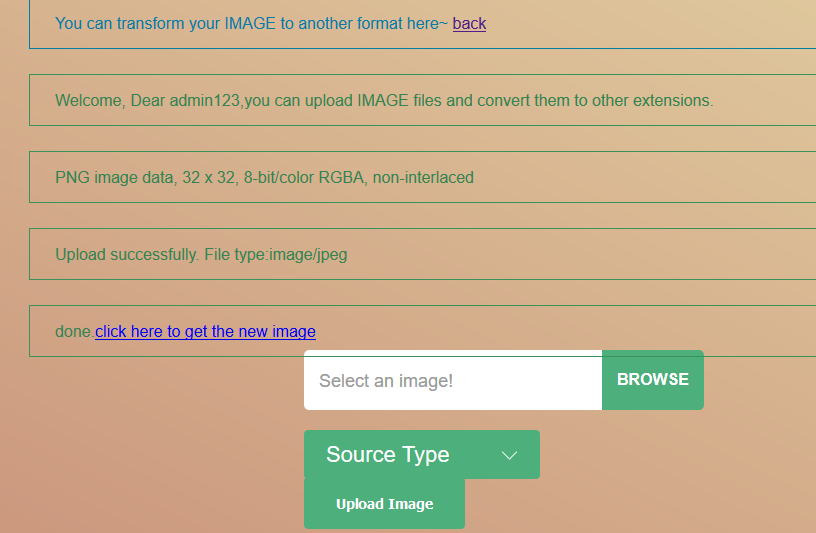 You can transform your IMAGE to another format here~ back
Welcome, Dear admin123,you can upload IMAGE files and convert them to other extensions.
PNG image data, 32 x 32, 8-bit/color RGBA, non-interlaced
Upload successfully. File type:image/jpeg
done.click here to get the new image
Select an image! BROWSE
Source Type
Upload Image